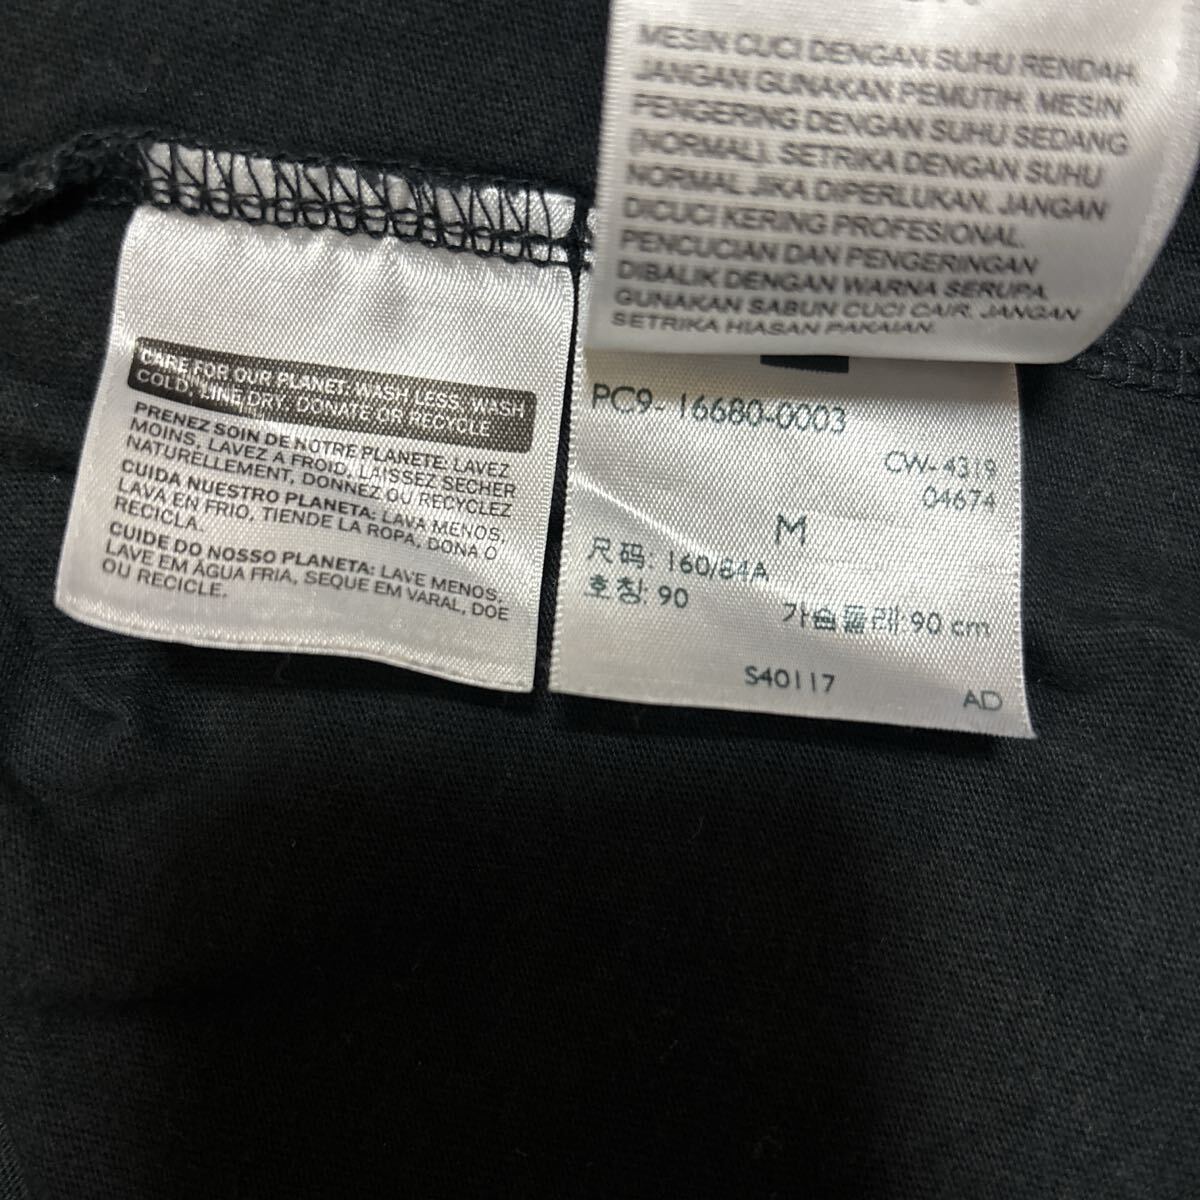 MESIN CUCI DENGAN SUHU RENDAH.
JANGAN GUNAKAN PEMUTIH. MESIN
PENGERING DENGAN SUHU SEDANG
(NORMAL). SETRIKA DENGAN SUHU
NORMAL JIKA DIPERLUKAN. JANGAN
DICUCI KERING PROFESIONAL.
PENCUCIAN DAN PENGERINGAN
DIBALIK DENGAN WARNA SERUPA.
GUNAKAN SABUN CUCI CAIR. JANGAN
SETRIKA HIASAN PAKAIAN.
CARE FOR OUR PLANET. WASH LESS, WASH
COLD, LINE DRY, DONATE OR RECYCLE
PRENEZ SOIN DE NOTRE PLANÈTE: LAVEZ
MOINS, LAVEZ À FROID, LAISSEZ SÉCHER
NATURELLEMENT, DONNEZ OU RECYCLEZ
CUIDA NUESTRO PLANETA: LAVA MENOS,
LAVA EN FRÍO, TIENDE LA ROPA, DONA O
RECICLA.
CUIDE DO NOSSO PLANETA: LAVE MENOS,
LAVE EM ÁGUA FRIA, SEQUE EM VARAL, DOE
OU RECICLE.
PC9-16680-0003
CW-4319
04674
M
尺码: 160/84A
호칭: 90
가슴둘레 90 cm
S40117
AD